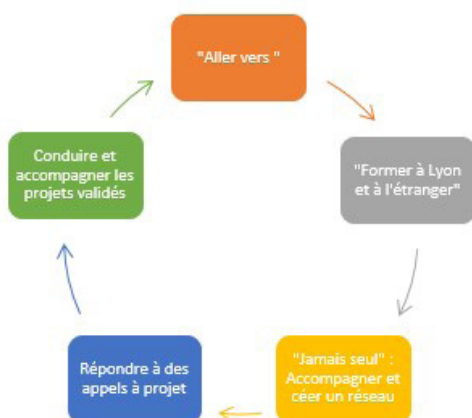 "Aller vers "
"Former à Lyon
et à l'étranger"
"Jamais seul" :
Accompagner et
céer un réseau
Répondre à des
appels à projet
Conduire et
accompagner les
projets validés